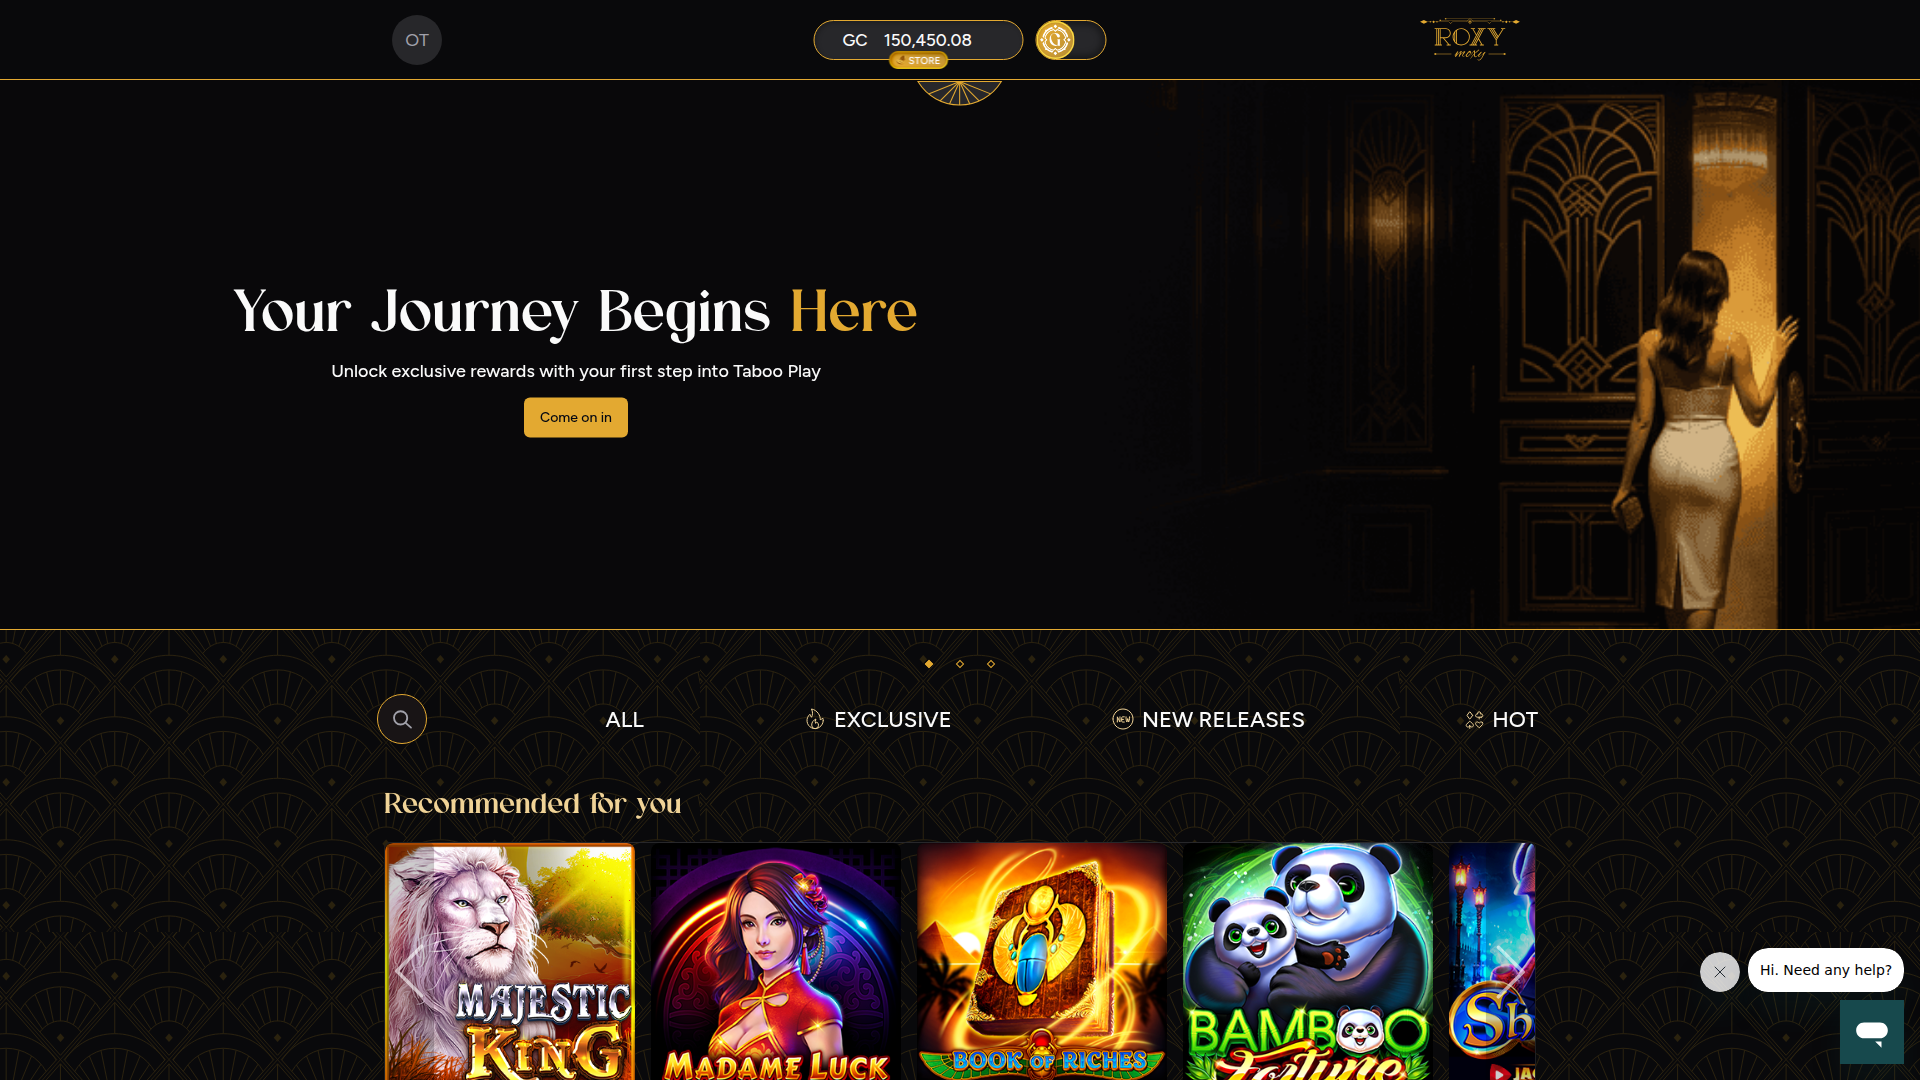 OT
GC 150,450.08
STORE
G
ROXY
moxy
Your Journey Begins Here
Unlock exclusive rewards with your first step into Taboo Play
Come on in
ALL
EXCLUSIVE
NEW
NEW RELEASES
HOT
Recommended for you
MAJESTIC
KING
MADAME LUCK
BOOK OF RICHES
BAMBOO
Fortune
Sh
JA
Hi. Need any help?